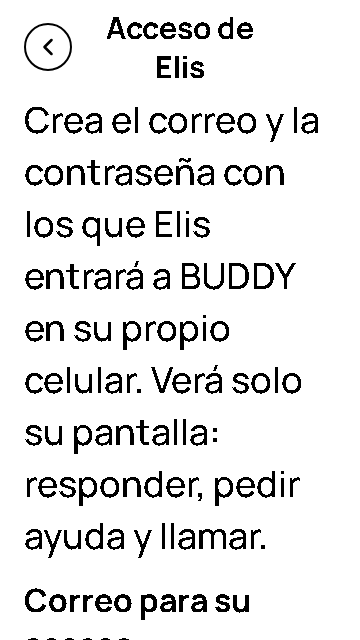 Acceso de
Elis
Crea el correo y la
contraseña con
los que Elis
entrará a BUDDY
en su propio
celular. Verá solo
su pantalla:
responder, pedir
ayuda y llamar.
Correo para su